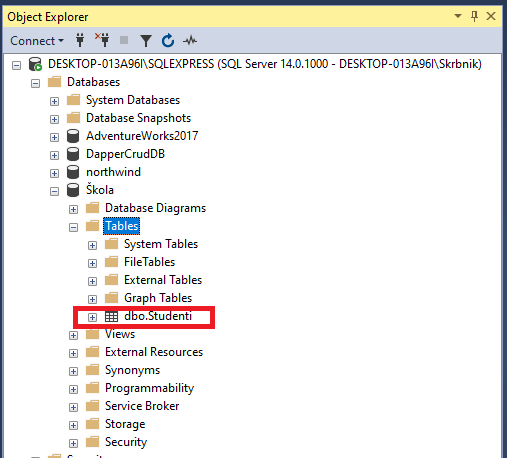 Object Explorer
Connect
DESKTOP-013A96I\SQLEXPRESS (SQL Server 14.0.1000 - DESKTOP-013A96I\Skrbnik)
Databases
System Databases
Database Snapshots
AdventureWorks2017
DapperCrudDB
northwind
Škola
Database Diagrams
Tables
System Tables
FileTables
External Tables
Graph Tables
dbo.Studenti
Views
External Resources
Synonyms
Programmability
Service Broker
Storage
Security